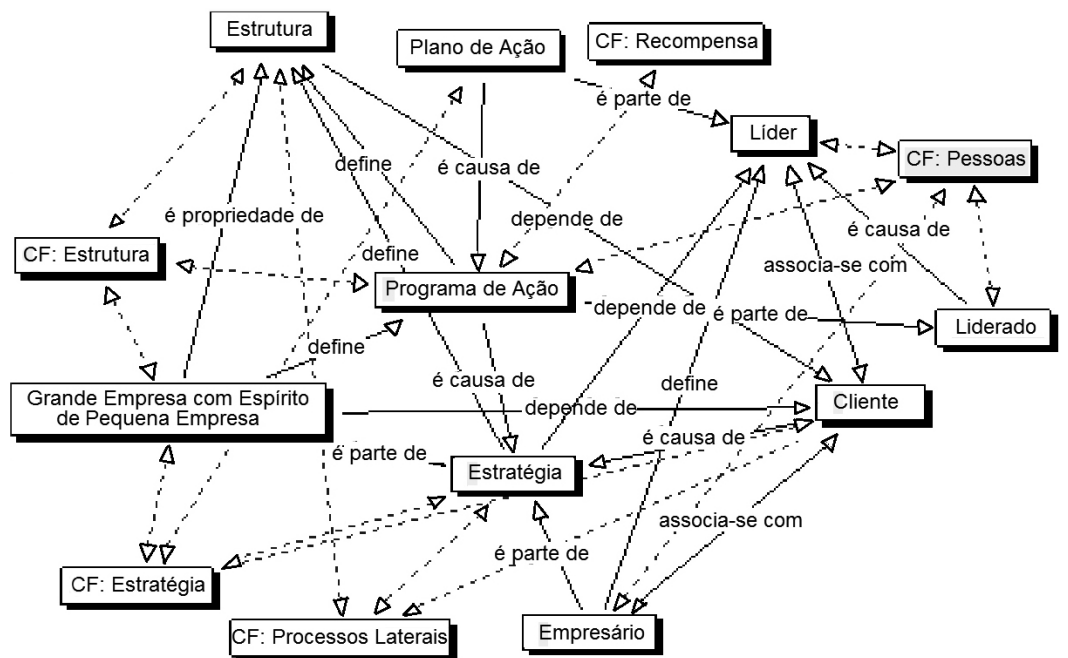 Estrutura
Plano de Ação
CF: Recompensa
é parte de
Líder
CF: Pessoas
define
é causa de
é propriedade de
depende de
é causa de
CF: Estrutura
define
associa-se com
Programa de Ação
depende de
é parte de
Liderado
define
é causa de
define
Grande Empresa com Espírito
de Pequena Empresa
depende de
Cliente
é causa de
é parte de
Estratégia
associa-se com
é parte de
CF: Estratégia
CF: Processos Laterais
Empresário